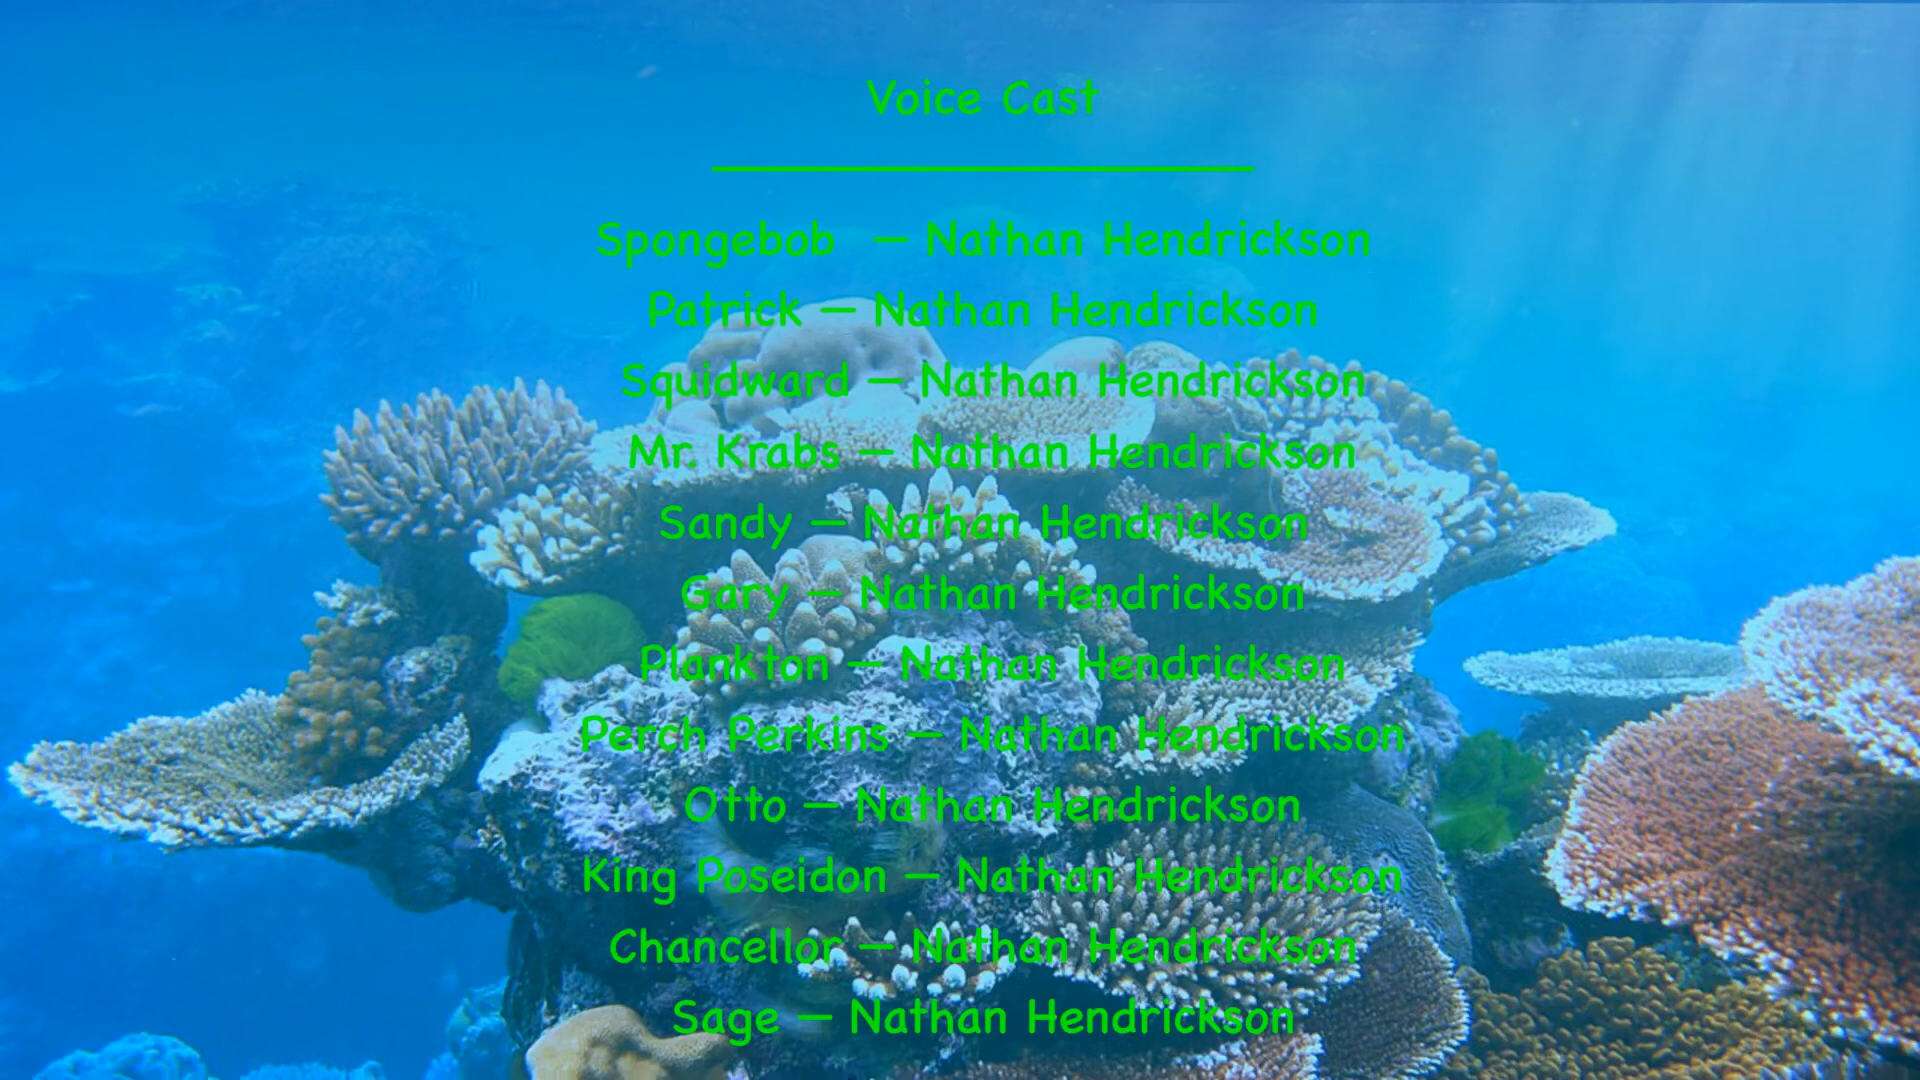 Voice Cast
Spongebob — Nathan Hendrickson
Patrick — Nathan Hendrickson
Squidward — Nathan Hendrickson
Mr. Krabs — Nathan Hendrickson
Sandy — Nathan Hendrickson
Gary — Nathan Hendrickson
Plankton — Nathan Hendrickson
Perch Perkins — Nathan Hendrickson
Otto — Nathan Hendrickson
King Poseidon — Nathan Hendrickson
Chancellor — Nathan Hendrickson
Sage — Nathan Hendrickson